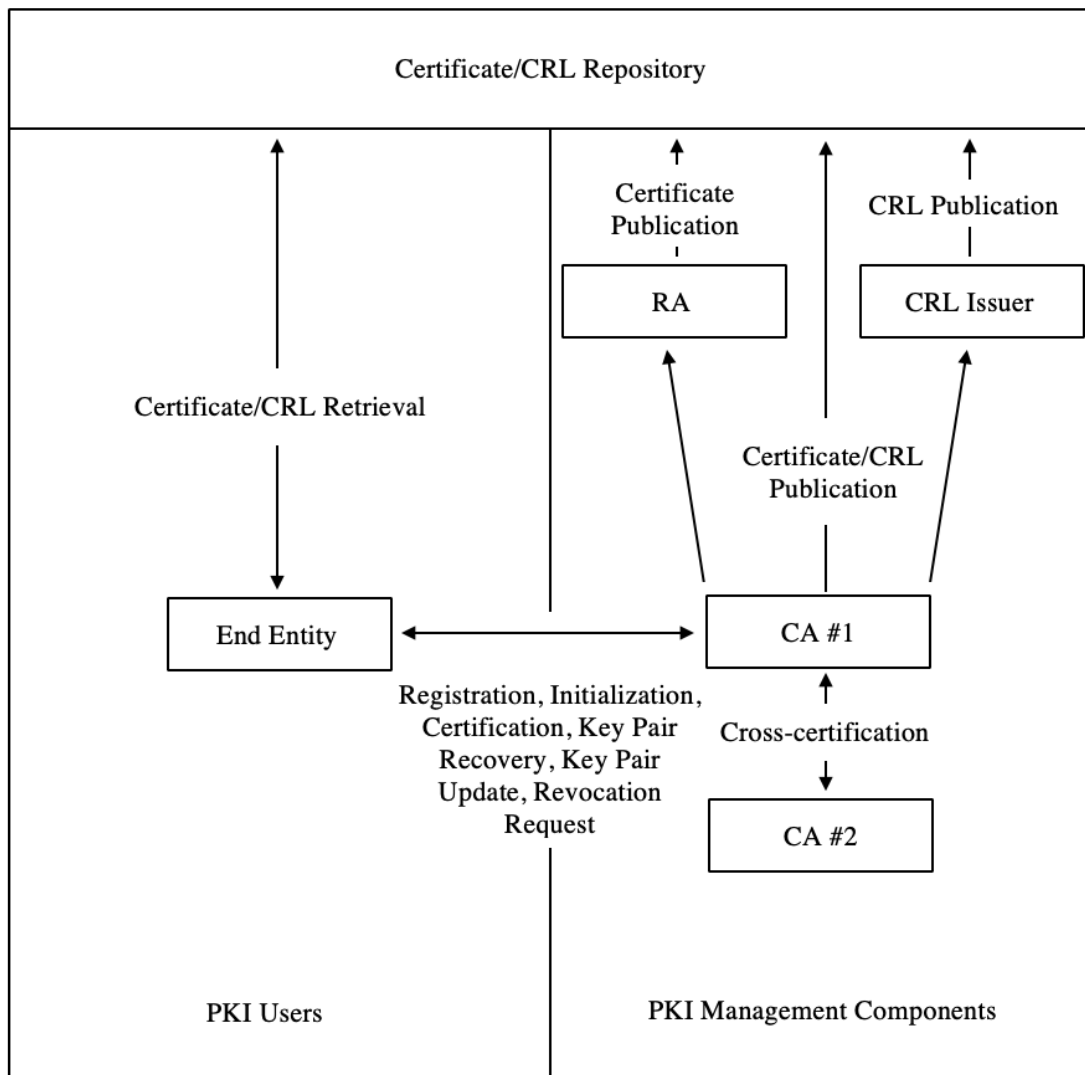 Certificate/CRL Repository
Certificate
Publication
CRL Publication
RA
CRL Issuer
Certificate/CRL Retrieval
Certificate/CRL
Publication
End Entity
CA #1
Registration, Initialization,
Certification, Key Pair
Recovery, Key Pair
Update, Revocation
Request
Cross-certification
CA #2
PKI Users
PKI Management Components